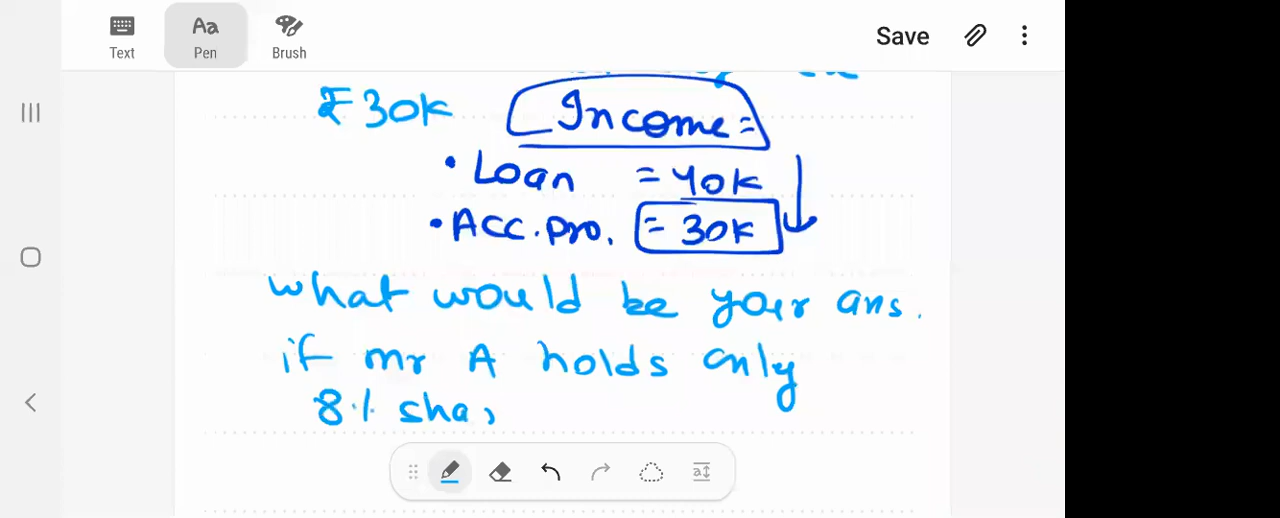 Text
Aa
Pen
Brush
Save
₹30k
Income =
• Loan = 40k
• Acc. pro. = 30k
what would be your ans.
if mr A holds only
8% sha